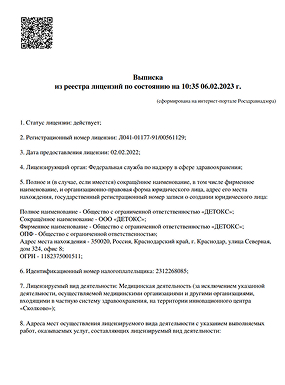 Выписка
из реестра лицензий по состоянию на 10:35 06.02.2023 г.
(сформирована на интернет-портале Росздравнадзора)
1. Статус лицензии: действует;
2. Регистрационный номер лицензии: Л041-01177-91/00561129;
3. Дата предоставления лицензии: 02.02.2022;
4. Лицензирующий орган: Федеральная служба по надзору в сфере здравоохранения;
5. Полное и (в случае, если имеется) сокращённое наименование, в том числе фирменное
наименование, и организационно-правовая форма юридического лица, адрес его места
нахождения, государственный регистрационный номер записи о создании юридического лица:
Полное наименование - Общество с ограниченной ответственностью «ДЕТОКС»;
Сокращённое наименование - ООО «ДЕТОКС»;
Фирменное наименование - Общество с ограниченной ответственностью «ДЕТОКС»;
ОПФ - Общество с ограниченной ответственностью;
Адрес места нахождения - 350020, Россия, Краснодарский край, г. Краснодар, улица Северная,
дом 324, офис 8;
ОГРН - 1182375001511;
6. Идентификационный номер налогоплательщика: 2312268085;
7. Лицензируемый вид деятельности: Медицинская деятельность (за исключением указанной
деятельности, осуществляемой медицинскими организациями и другими организациями,
входящими в частную систему здравоохранения, на территории инновационного центра
«Сколково»);
8. Адреса мест осуществления лицензируемого вида деятельности с указанием выполняемых
работ, оказываемых услуг, составляющих лицензируемый вид деятельности: